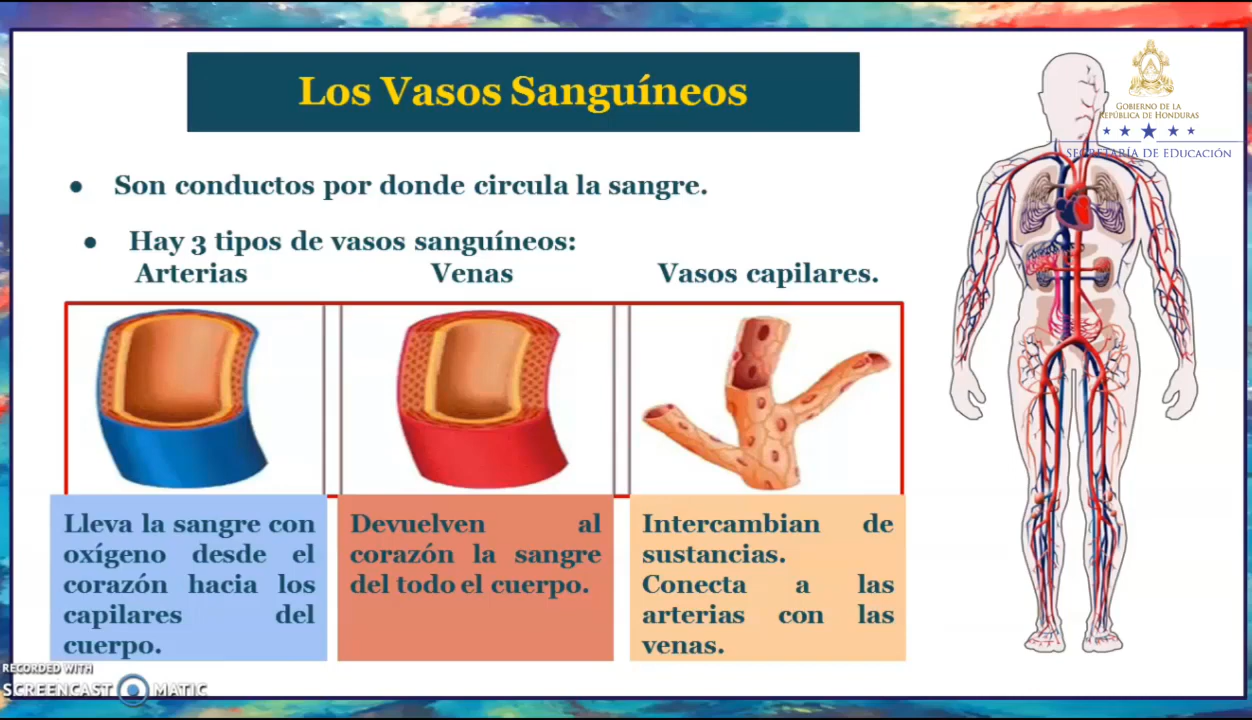 Los Vasos Sanguíneos
GOBIERNO DE LA
REPÚBLICA DE HONDURAS
SECRETARÍA DE EDUCACIÓN
● Son conductos por donde circula la sangre.
● Hay 3 tipos de vasos sanguíneos:
Arterias Venas Vasos capilares.
Lleva la sangre con
oxígeno desde el
corazón hacia los
capilares del
cuerpo.
Devuelven al
corazón la sangre
del todo el cuerpo.
Intercambian de
sustancias.
Conecta a las
arterias con las
venas.
RECORDED WITH
SCREENCAST MATIC